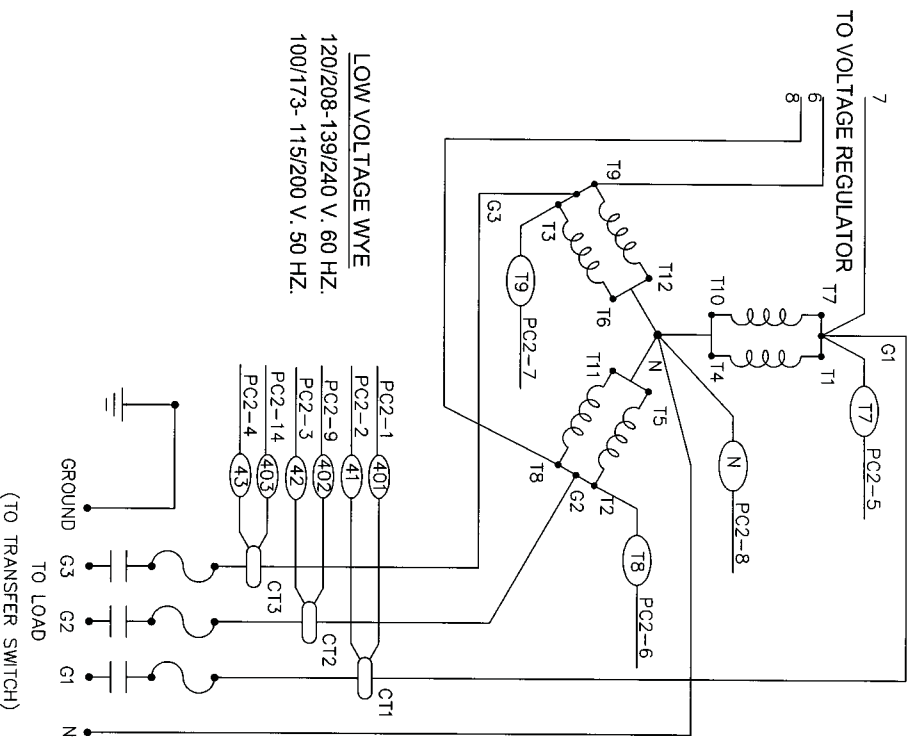 TO VOLTAGE REGULATOR
7
6
8
G1
T7
T1
T7
PC2-5
T10
T4
N
PC2-8
N
T9
T12
T3
T6
G3
T9
PC2-7
T11
T5
T8
G2
T2
T8
PC2-6
LOW VOLTAGE WYE
120/208-139/240 V. 60 HZ.
100/173- 115/200 V. 50 HZ.
PC2-1
401
PC2-2
41
CT1
PC2-9
402
PC2-3
42
CT2
PC2-14
403
PC2-4
43
CT3
GROUND
G3
G2
G1
N
TO LOAD
(TO TRANSFER SWITCH)